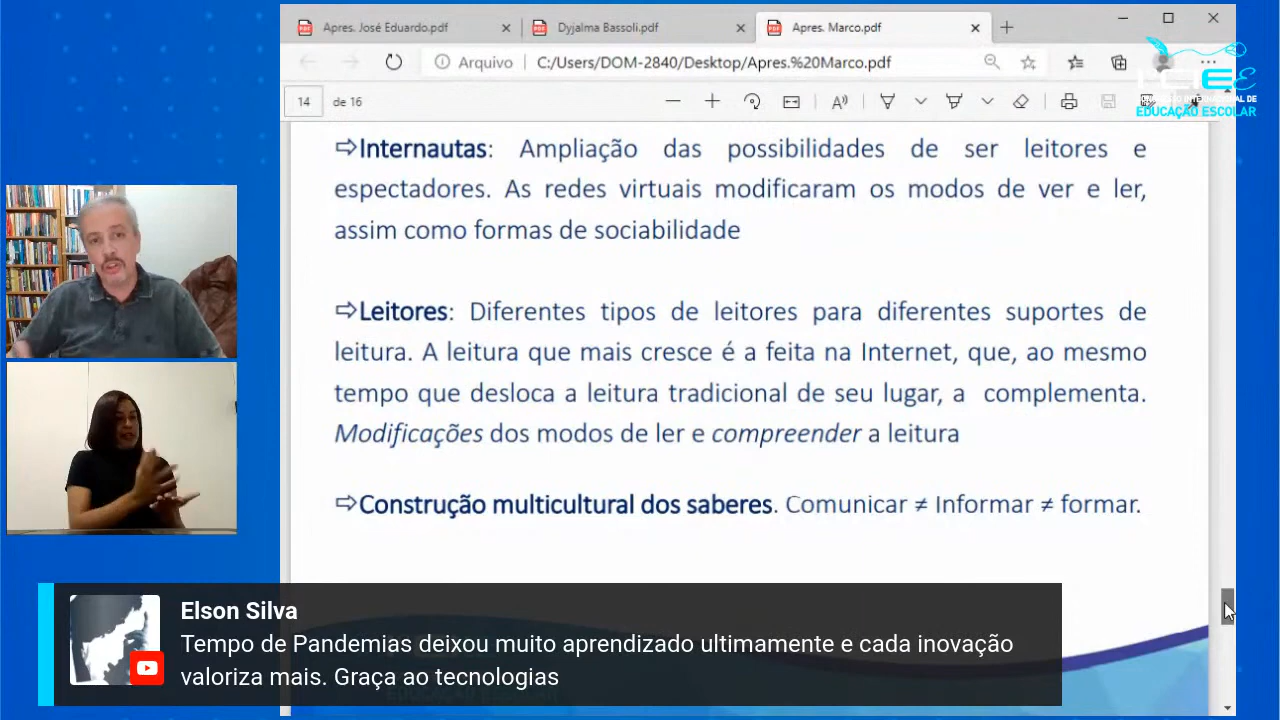 Apres. José Eduardo.pdf
Dyjalma Bassoli.pdf
Apres. Marco.pdf
Arquivo
C:/Users/DOM-2840/Desktop/Apres.%20Marco.pdf
14 de 16
EDUCAÇÃO ESCOLAR
⇨Internautas: Ampliação das possibilidades de ser leitores e
espectadores. As redes virtuais modificaram os modos de ver e ler,
assim como formas de sociabilidade
⇨Leitores: Diferentes tipos de leitores para diferentes suportes de
leitura. A leitura que mais cresce é a feita na Internet, que, ao mesmo
tempo que desloca a leitura tradicional de seu lugar, a complementa.
Modificações dos modos de ler e compreender a leitura
⇨Construção multicultural dos saberes. Comunicar ≠ Informar ≠ formar.
Elson Silva
Tempo de Pandemias deixou muito aprendizado ultimamente e cada inovação
valoriza mais. Graça ao tecnologias